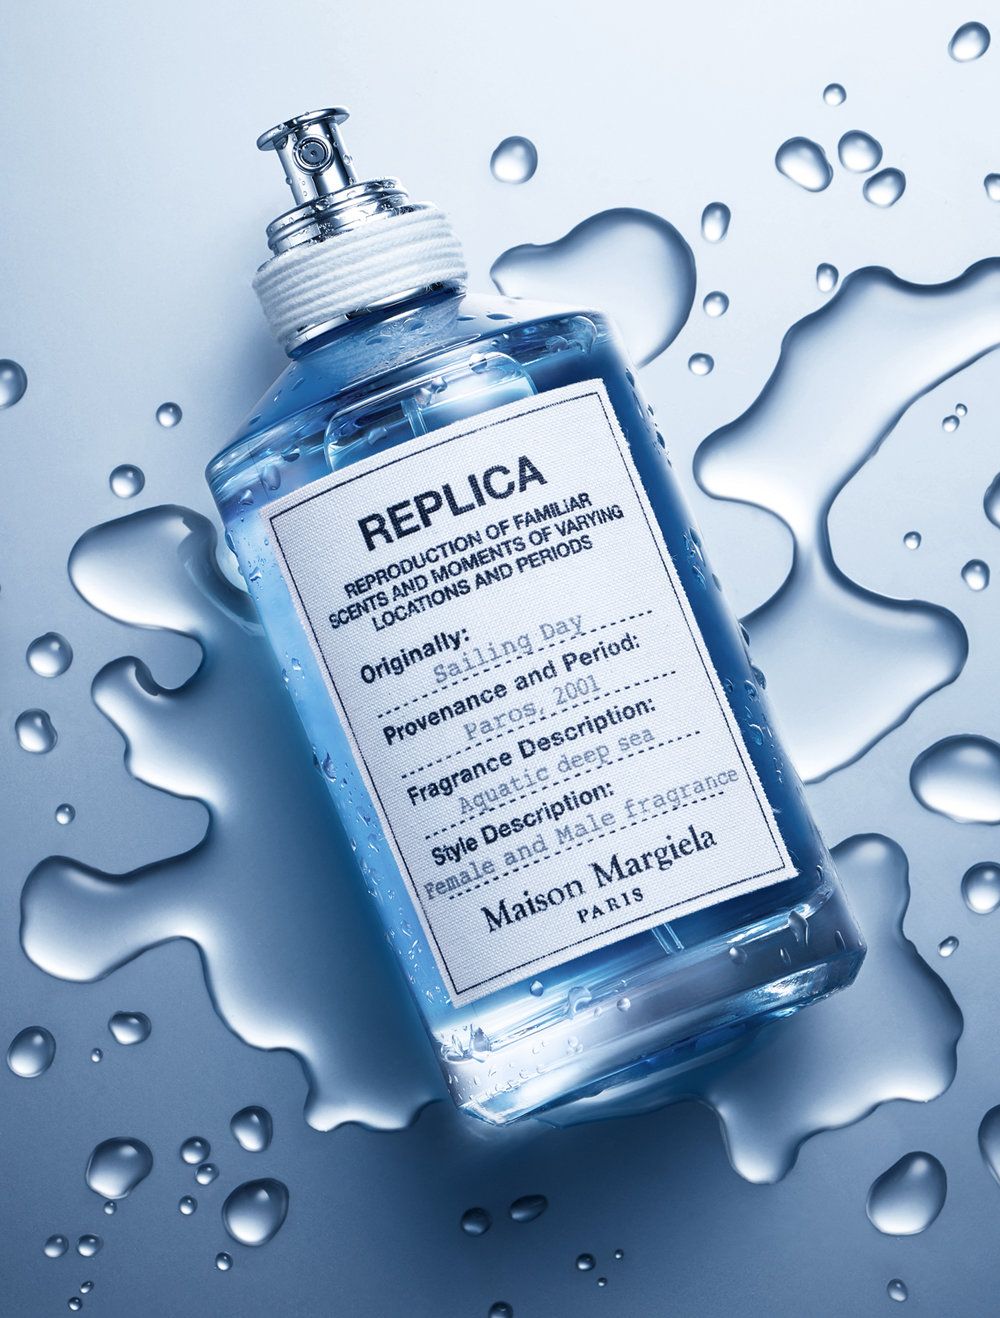 REPLICA
REPRODUCTION OF FAMILIAR
SCENTS AND MOMENTS OF VARYING
LOCATIONS AND PERIODS
Originally:
Sailing Day
Provenance and Period:
Paros, 2001
Fragrance Description:
Aquatic deep sea
Style Description:
Female and Male fragrance
Maison Margiela
PARIS